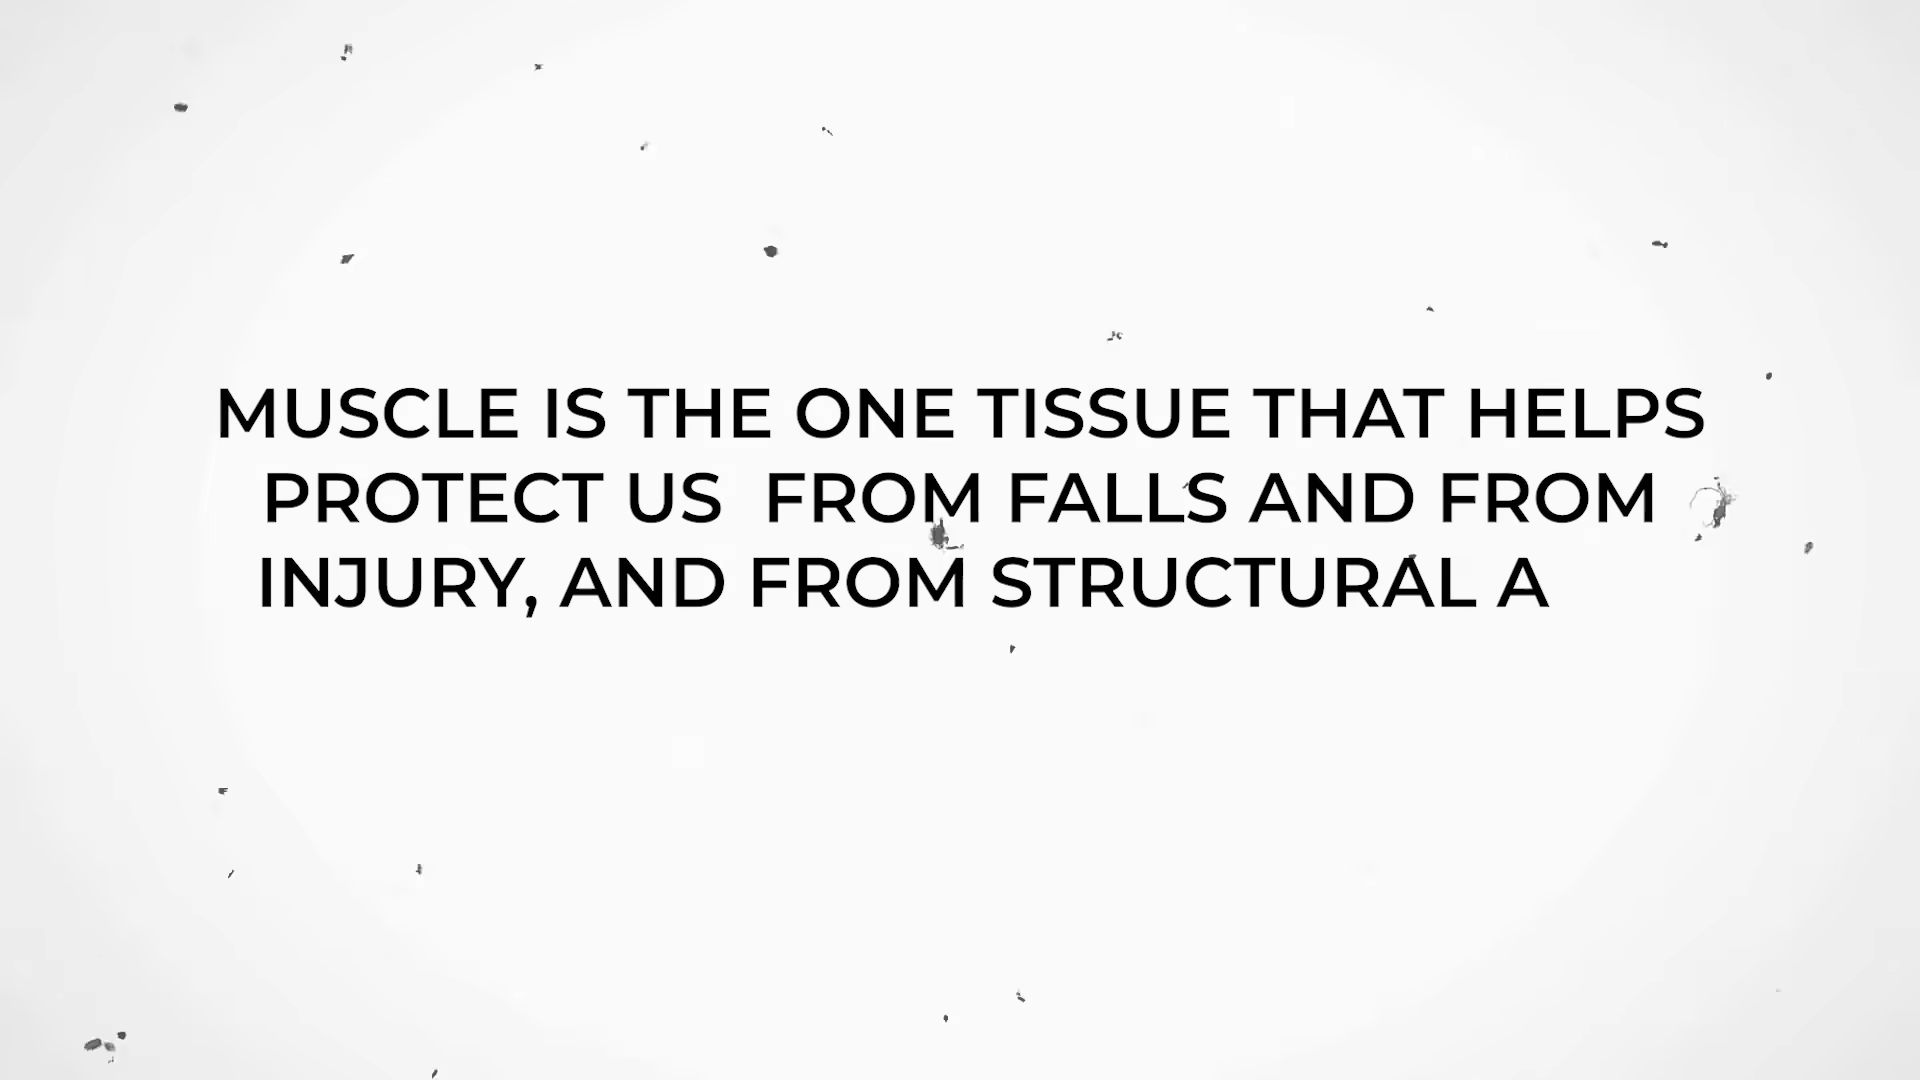 MUSCLE IS THE ONE TISSUE THAT HELPS
PROTECT US  FROM FALLS AND FROM
INJURY, AND FROM STRUCTURAL A